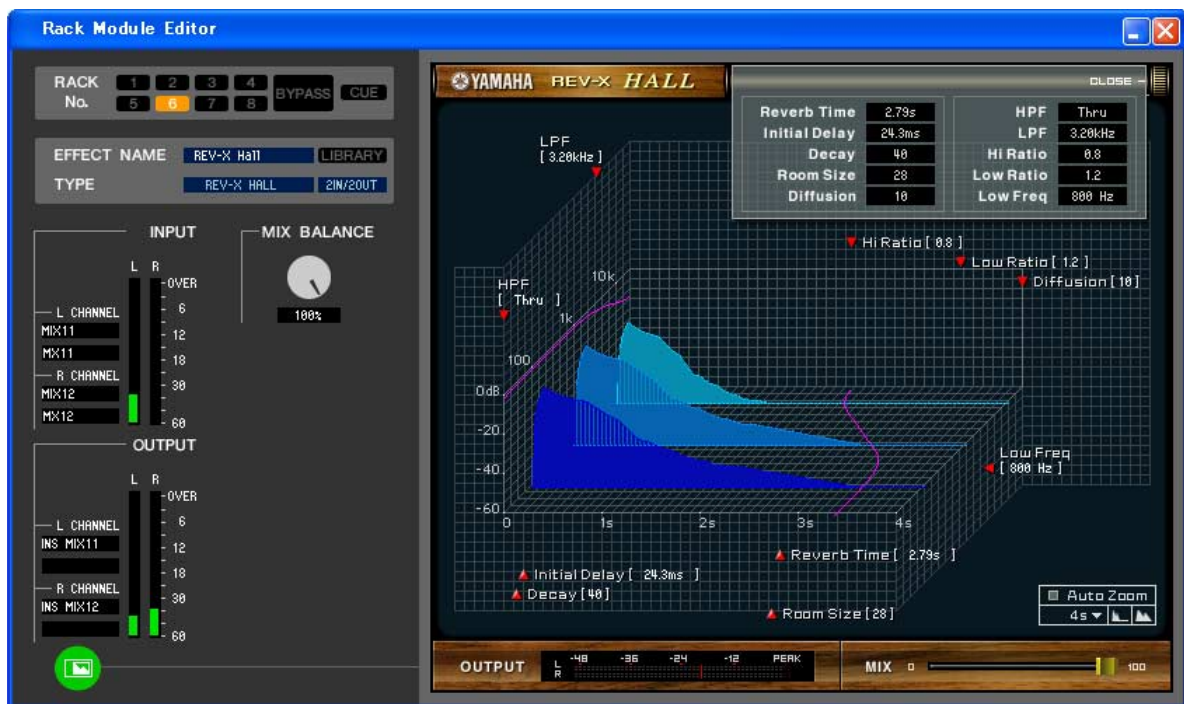 Rack Module Editor
RACK No.
1 2 3 4
5 6 7 8
BYPASS
CUE
EFFECT NAME REV-X Hall LIBRARY
TYPE REV-X HALL 2IN/2OUT
INPUT
L R
OVER
6
12
18
30
60
L CHANNEL
MIX11
MX11
R CHANNEL
MIX12
MX12
MIX BALANCE
100%
OUTPUT
L R
OVER
6
12
18
30
60
L CHANNEL
INS MIX11
R CHANNEL
INS MIX12
YAMAHA REV-X HALL
CLOSE -
Reverb Time 2.79s
Initial Delay 24.3ms
Decay 40
Room Size 28
Diffusion 10
HPF Thru
LPF 3.20kHz
Hi Ratio 0.8
Low Ratio 1.2
Low Freq 800 Hz
LPF
[ 3.20kHz ]
Hi Ratio [ 0.8 ]
Low Ratio [ 1.2 ]
Diffusion [ 10 ]
HPF
[ Thru ]
10k
1k
100
0dB
-20
-40
-60
0 1s 2s 3s 4s
Low Freq
[ 800 Hz ]
Reverb Time [ 2.79s ]
Initial Delay [ 24.3ms ]
Decay [40]
Room Size [28]
Auto Zoom
4s
OUTPUT
L
R
-48 -36 -24 -12 PEAK
MIX 0 100